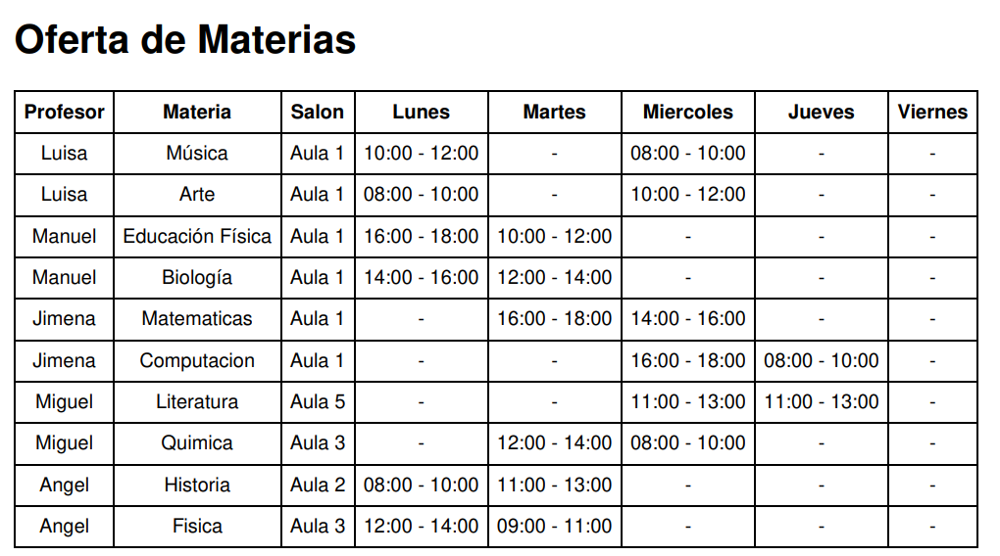 Oferta de Materias
Profesor Materia Salon Lunes Martes Miercoles Jueves Viernes
Luisa Música Aula 1 10:00 - 12:00 - 08:00 - 10:00 - -
Luisa Arte Aula 1 08:00 - 10:00 - 10:00 - 12:00 - -
Manuel Educación Física Aula 1 16:00 - 18:00 10:00 - 12:00 - - -
Manuel Biología Aula 1 14:00 - 16:00 12:00 - 14:00 - - -
Jimena Matematicas Aula 1 - 16:00 - 18:00 14:00 - 16:00 - -
Jimena Computacion Aula 1 - - 16:00 - 18:00 08:00 - 10:00 -
Miguel Literatura Aula 5 - - 11:00 - 13:00 11:00 - 13:00 -
Miguel Quimica Aula 3 - 12:00 - 14:00 08:00 - 10:00 - -
Angel Historia Aula 2 08:00 - 10:00 11:00 - 13:00 - - -
Angel Fisica Aula 3 12:00 - 14:00 09:00 - 11:00 - - -